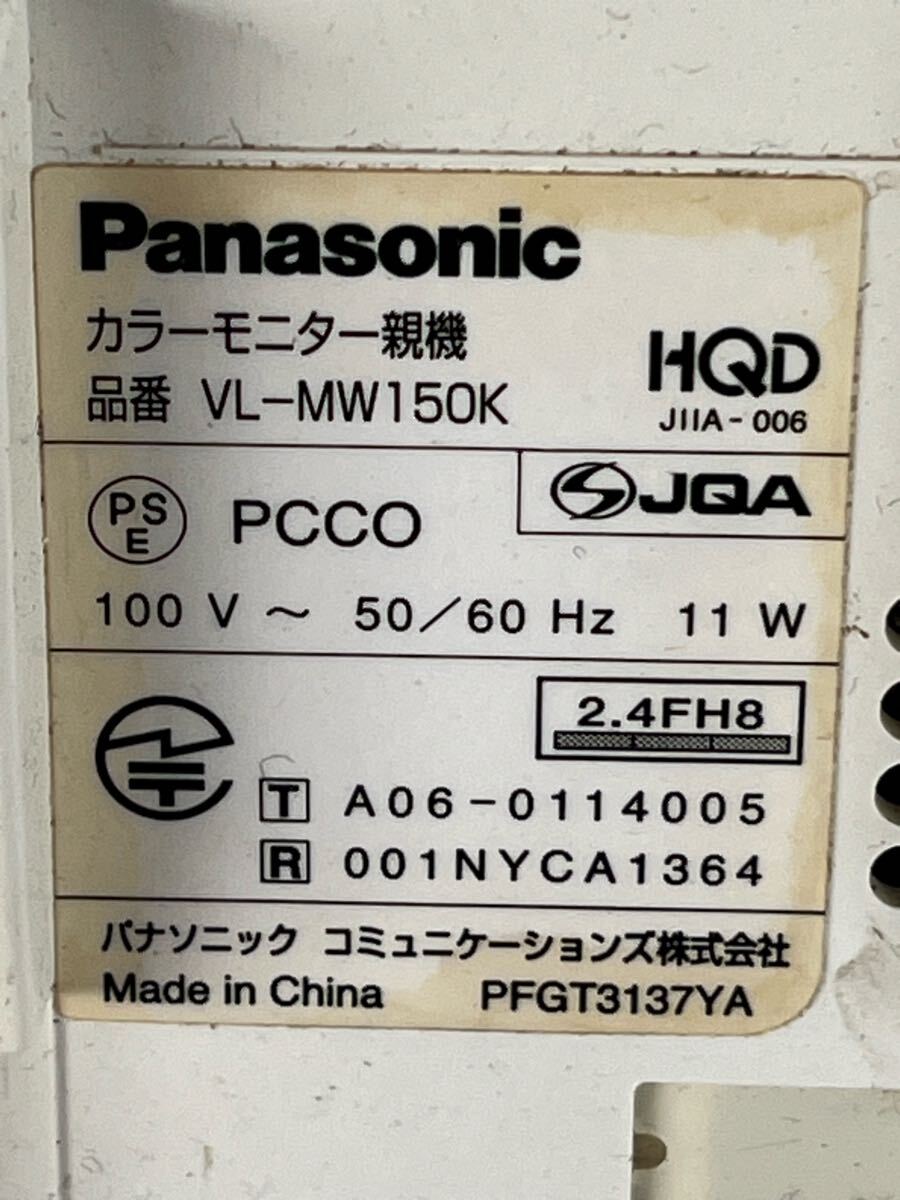 Panasonic
カラーモニター親機
品番 VL-MW150K
HQD
JIIA-006
PSE PCCO
JQA
100 V ～ 50/60 Hz 11 W
2.4FH8
T A06-0114005
R 001NYCA1364
パナソニック コミュニケーションズ株式会社
Made in China PFGT3137YA